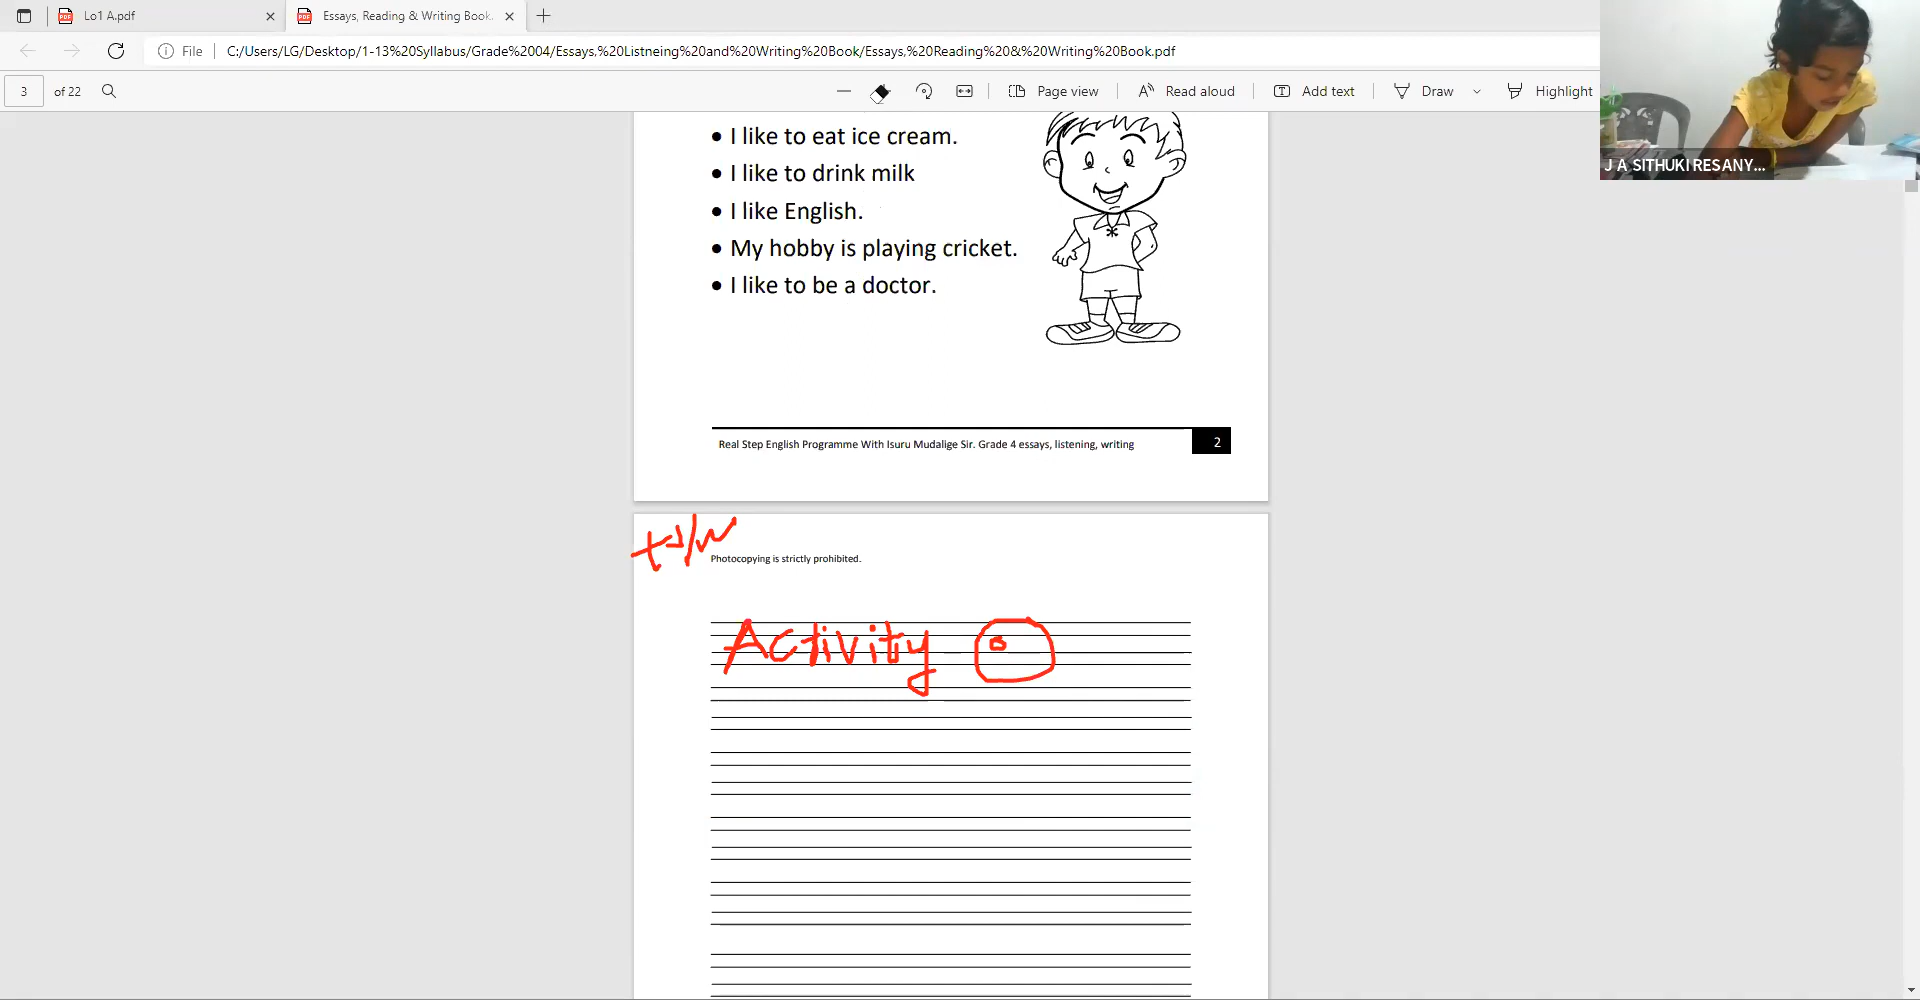 Lo1 A.pdf
Essays, Reading & Writing Book.
File
C:/Users/LG/Desktop/1-13%20Syllabus/Grade%2004/Essays,%20Listneing%20and%20Writing%20Book/Essays,%20Reading%20&%20Writing%20Book.pdf
3 of 22
Page view
Read aloud
Add text
Draw
Highlight
J A SITHUKI RESANY...
• I like to eat ice cream.
• I like to drink milk
• I like English.
• My hobby is playing cricket.
• I like to be a doctor.
Real Step English Programme With Isuru Mudalige Sir. Grade 4 essays, listening, writing 2
Photocopying is strictly prohibited.
Activity